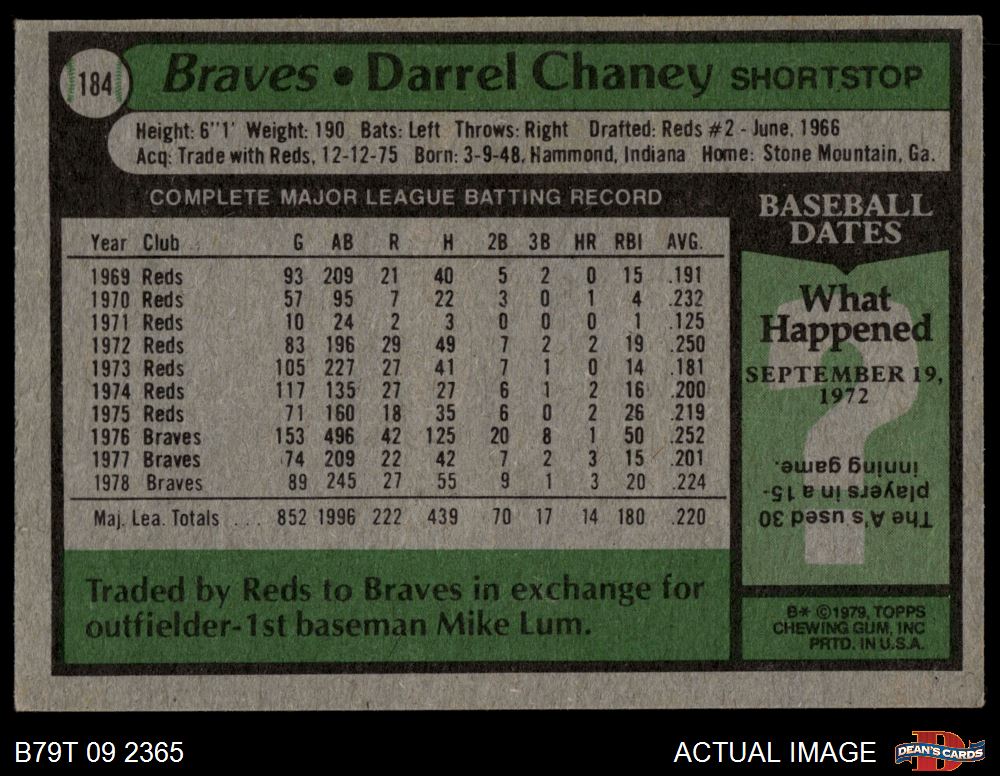 184
Braves • Darrel Chaney SHORTSTOP
Height: 6"1' Weight: 190 Bats: Left Throws: Right Drafted: Reds #2 - June, 1966
Acq: Trade with Reds, 12-12-75 Born: 3-9-48, Hammond, Indiana Home: Stone Mountain, Ga.
COMPLETE MAJOR LEAGUE BATTING RECORD
Year Club G AB R H 2B 3B HR RBI AVG.
1969 Reds 93 209 21 40 5 2 0 15 .191
1970 Reds 57 95 7 22 3 0 1 4 .232
1971 Reds 10 24 2 3 0 0 0 1 .125
1972 Reds 83 196 29 49 7 2 2 19 .250
1973 Reds 105 227 27 41 7 1 0 14 .181
1974 Reds 117 135 27 27 6 1 2 16 .200
1975 Reds 71 160 18 35 6 0 2 26 .219
1976 Braves 153 496 42 125 20 8 1 50 .252
1977 Braves 74 209 22 42 7 2 3 15 .201
1978 Braves 89 245 27 55 9 1 3 20 .224
Maj. Lea. Totals . . . 852 1996 222 439 70 17 14 180 .220
Traded by Reds to Braves in exchange for
outfielder-1st baseman Mike Lum.
BASEBALL
DATES
What
Happened
?
SEPTEMBER 19,
1972
The A's used 30
players in a 15-
inning game.
B* ©1979, TOPPS
CHEWING GUM, INC
PRTD. IN U.S.A.
B79T 09 2365
ACTUAL IMAGE
D
DEAN'S CARDS